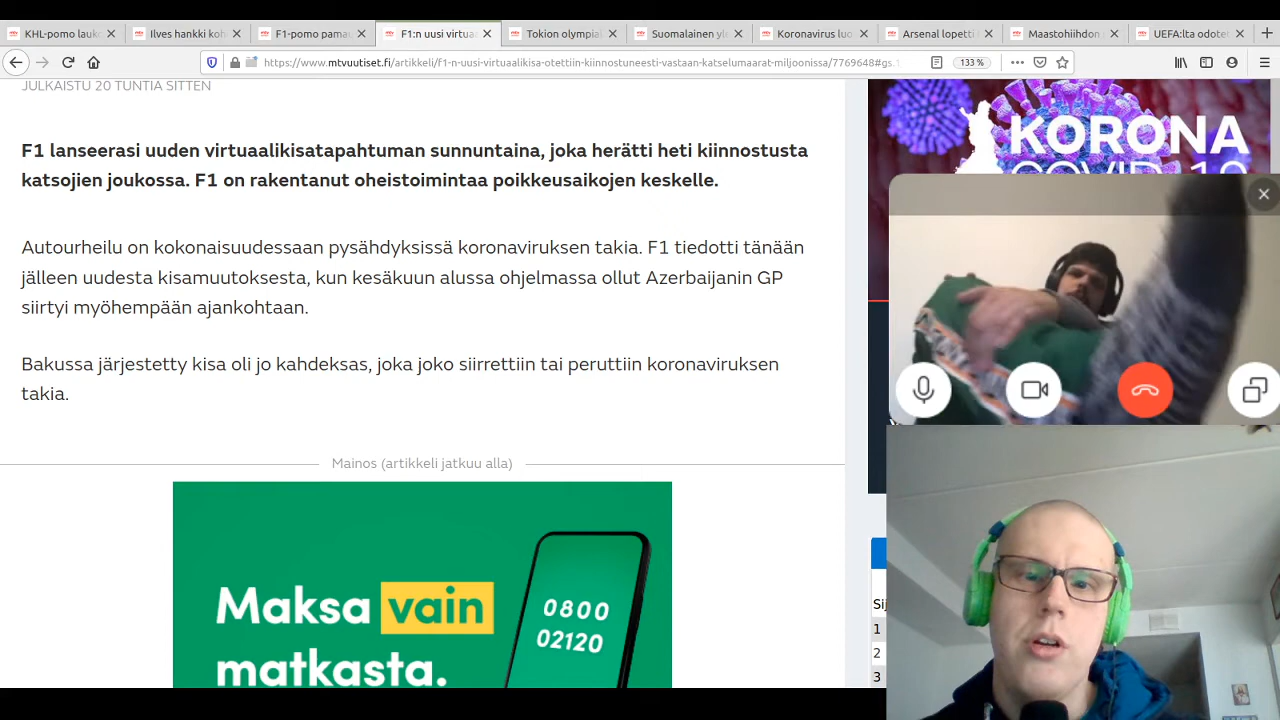 KHL-pomo lauk
Ilves hankki ko
F1-pomo pama
F1:n uusi virtua
Tokion olympia
Suomalainen yl
Koronavirus luo
Arsenal lopetti
Maastohiihdon
UEFA:lta odote
https://www.mtvuutiset.fi/artikkeli/f1-n-uusi-virtuaalikisa-otettiin-kiinnostuneesti-vastaan-katselumaarat-miljoonissa/7769648#gs.1
133 %
JULKAISTU 20 TUNTIA SITTEN
F1 lanseerasi uuden virtuaalikisatapahtuman sunnuntaina, joka herätti heti kiinnostusta
katsojien joukossa. F1 on rakentanut oheistoimintaa poikkeusaikojen keskelle.
Autourheilu on kokonaisuudessaan pysähdyksissä koronaviruksen takia. F1 tiedotti tänään
jälleen uudesta kisamuutoksesta, kun kesäkuun alussa ohjelmassa ollut Azerbaijanin GP
siirtyi myöhempään ajankohtaan.
Bakussa järjestetty kisa oli jo kahdeksas, joka joko siirrettiin tai peruttiin koronaviruksen
takia.
Mainos (artikkeli jatkuu alla)
Maksa vain
matkasta.
0800
02120
KORONA
COVID-19
Sij
1
2
3